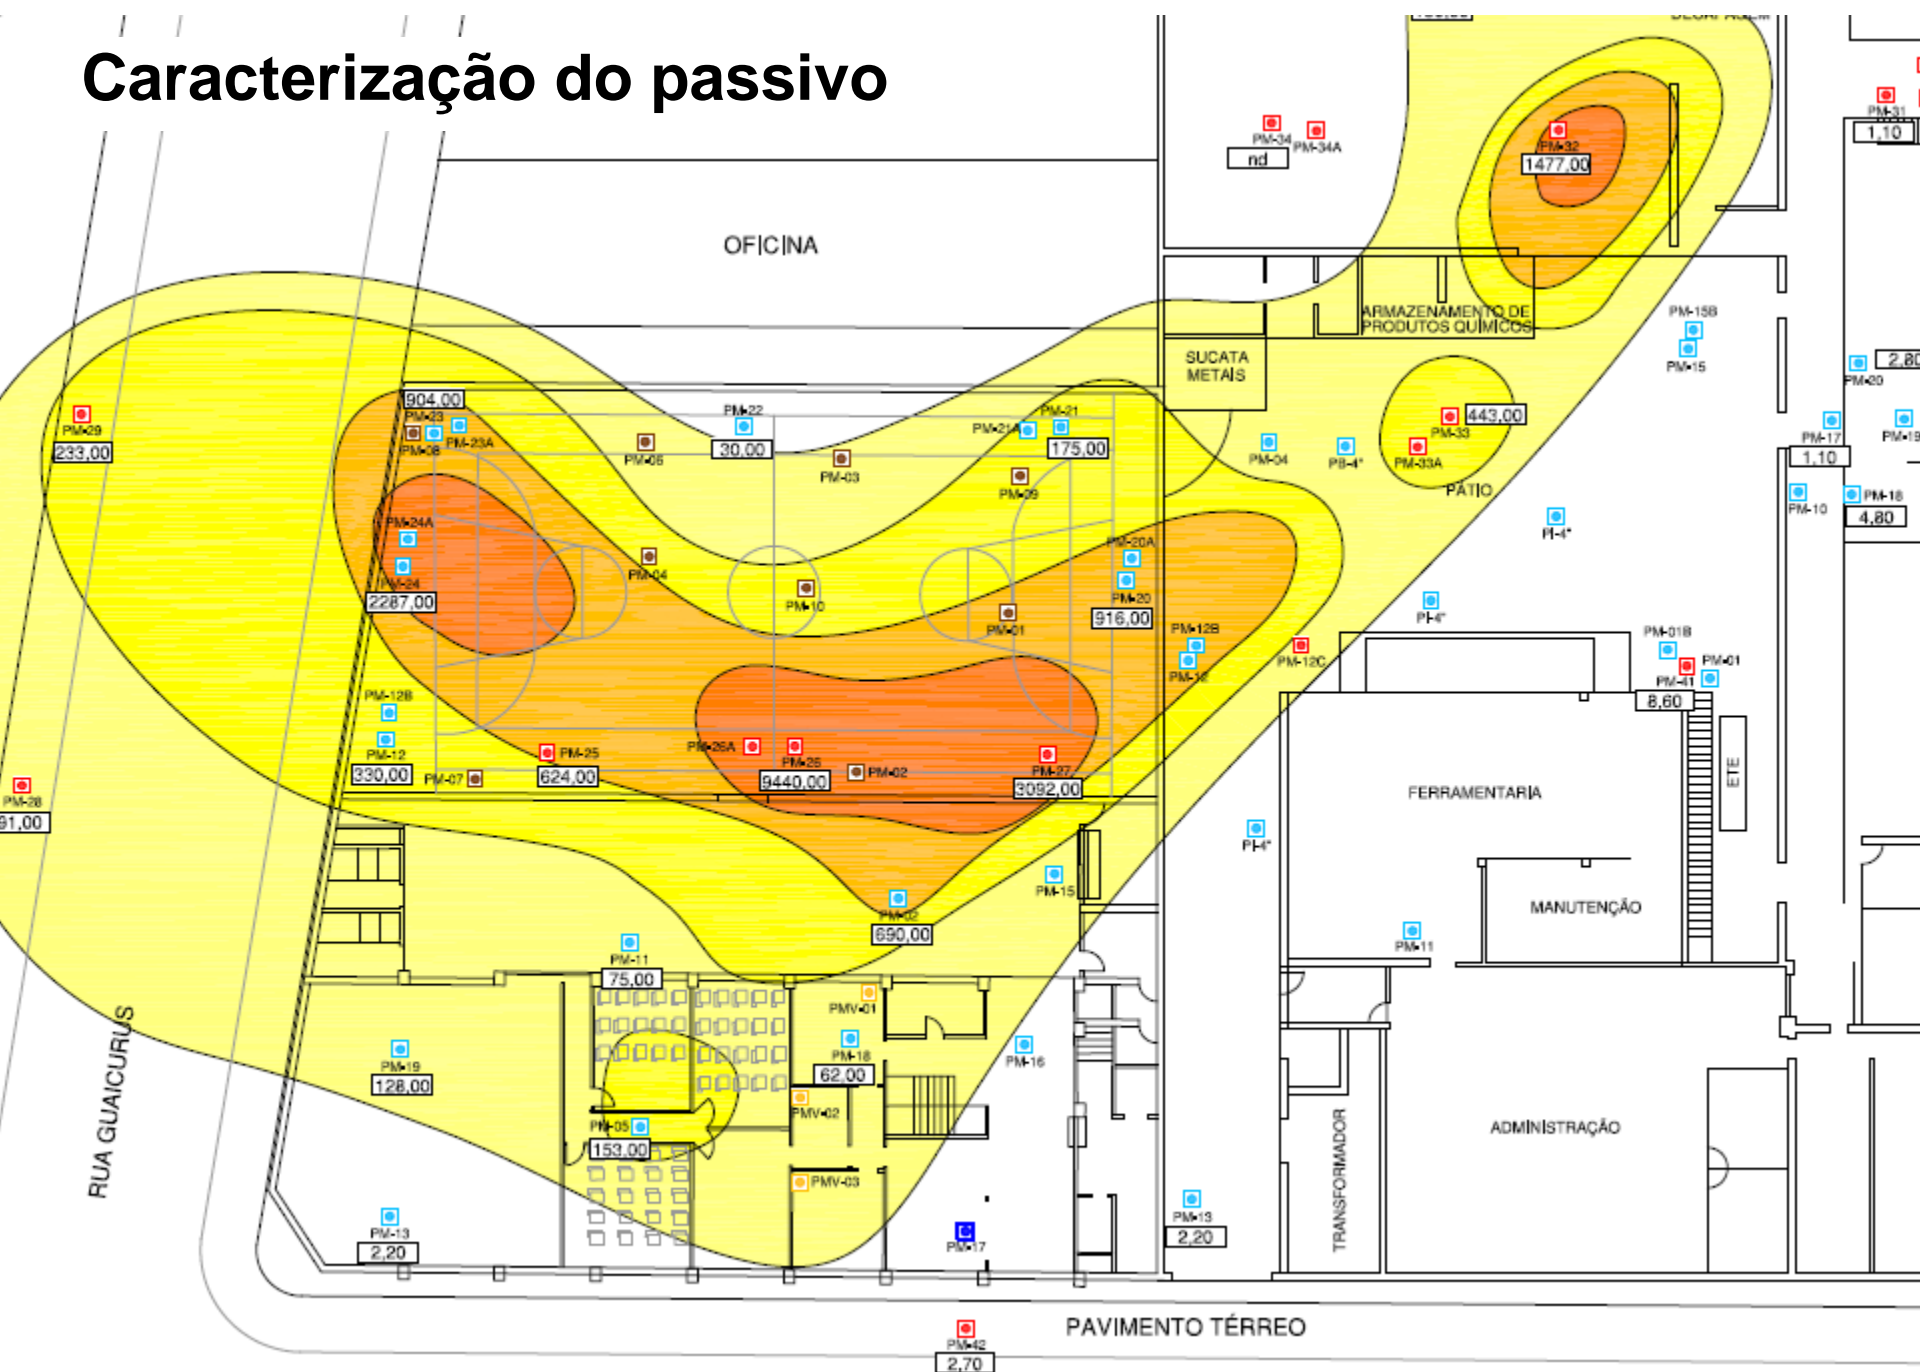 Caracterização do passivo
PM-34
PM-34A
nd
PM-32
1477,00
PM-31
1,10
OFICINA
ARMAZENAMENTO DE
PRODUTOS QUÍMICOS
PM-15B
PM-15
SUCATA
METAIS
2,80
PM-20
904,00
PM-23
PM-23A
PM-08
PM-22
30,00
PM-21
PM-21A
175,00
PM-06
PM-03
PM-09
PM-29
233,00
PM-04
PB-4*
443,00
PM-33
PM-33A
PÁTIO
PM-17
1,10
PM-19
PM-10
PM-18
4,80
PI-4*
PM-24A
PM-24
2287,00
PM-04
PM-10
PM-01
PM-20A
PM-20
916,00
PM-12B
PM-12
PM-12C
PI-4*
PM-01B
PM-01
PM-41
8,60
PM-12B
PM-12
330,00
PM-07
PM-25
624,00
PM-26A
PM-26
9440,00
PM-02
PM-27
3092,00
PM-28
91,00
FERRAMENTARIA
ETE
PI-4*
PM-15
PM-02
690,00
MANUTENÇÃO
PM-11
PM-11
75,00
PMV-01
PM-18
62,00
PM-16
PM-19
128,00
PMV-02
PM-05
153,00
PMV-03
RUA GUAICURUS
TRANSFORMADOR
ADMINISTRAÇÃO
PM-13
2,20
PM-17
PM-13
2,20
PAVIMENTO TÉRREO
PM-42
2,70